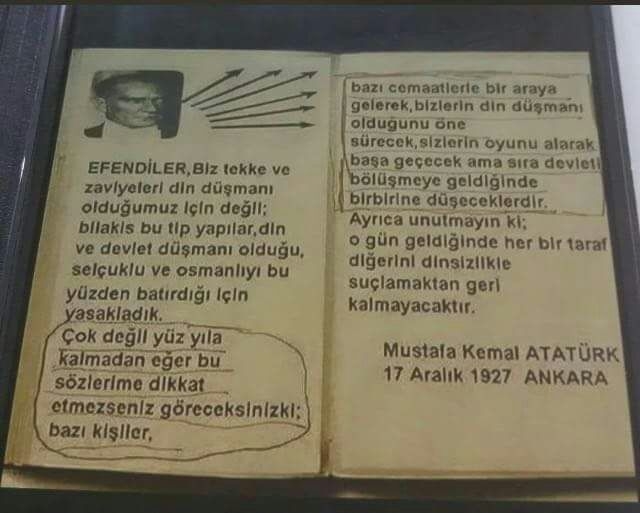 EFENDİLER,Biz tekke ve
zaviyeleri din düşmanı
olduğumuz için değil;
bilakis bu tip yapılar,din
ve devlet düşmanı olduğu,
selçuklu ve osmanlıyı bu
yüzden batırdığı için
yasakladık.
Çok değil yüz yıla
kalmadan eğer bu
sözlerime dikkat
etmezseniz göreceksinizki;
bazı kişiler,
bazı cemaatlerle bir araya
gelerek,bizlerin din düşmanı
olduğunu öne
sürecek,sizlerin oyunu alarak
başa geçecek ama sıra devleti
bölüşmeye geldiğinde
birbirine düşeceklerdir.
Ayrıca unutmayın ki;
o gün geldiğinde her bir taraf
diğerini dinsizlikle
suçlamaktan geri
kalmayacaktır.
Mustafa Kemal ATATÜRK
17 Aralık 1927 ANKARA